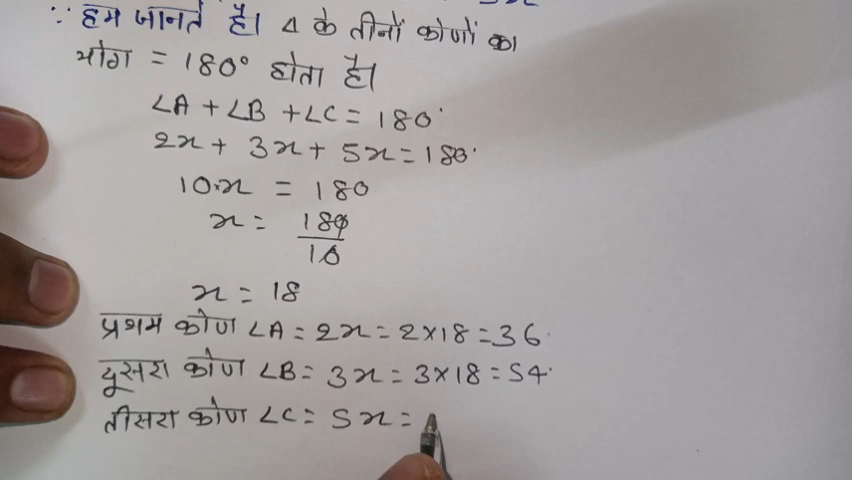 ∵ हम जानते है। Δ के तीनों कोणों का
योग = 180° होता है।
∠A + ∠B + ∠C = 180°
2x + 3x + 5x = 180°
10x = 180
x = 180/10
x = 18
प्रथम कोण ∠A = 2x = 2×18 = 36°
दूसरा कोण ∠B = 3x = 3×18 = 54°
तीसरा कोण ∠C = 5x =